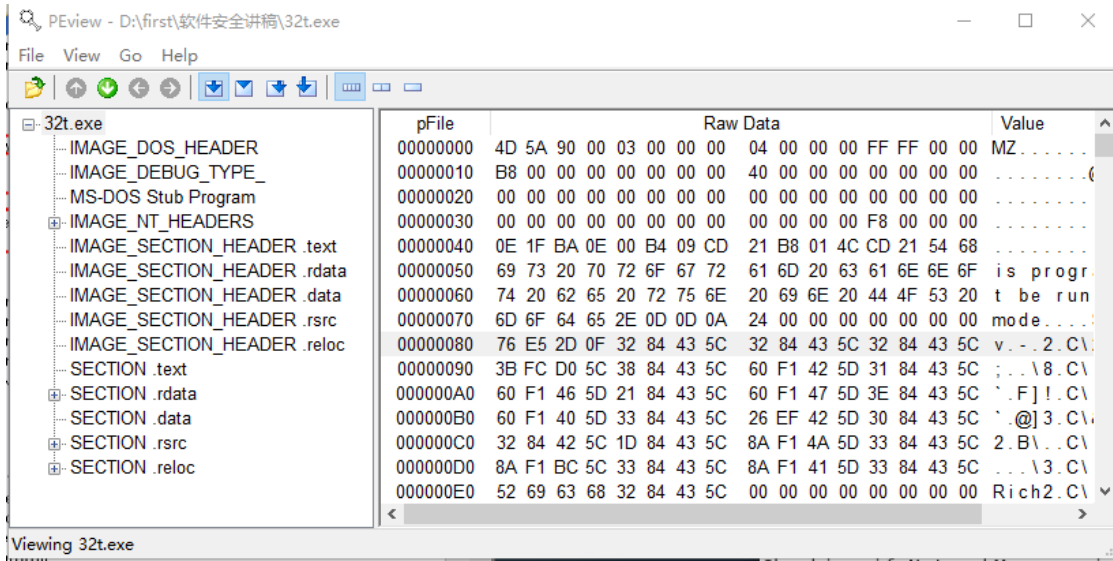 PEview - D:\first\软件安全讲稿\32t.exe
File View Go Help
32t.exe
IMAGE_DOS_HEADER
IMAGE_DEBUG_TYPE_
MS-DOS Stub Program
IMAGE_NT_HEADERS
IMAGE_SECTION_HEADER .text
IMAGE_SECTION_HEADER .rdata
IMAGE_SECTION_HEADER .data
IMAGE_SECTION_HEADER .rsrc
IMAGE_SECTION_HEADER .reloc
SECTION .text
SECTION .rdata
SECTION .data
SECTION .rsrc
SECTION .reloc
pFile Raw Data Value
00000000 4D 5A 90 00 03 00 00 00 04 00 00 00 FF FF 00 00 MZ......
00000010 B8 00 00 00 00 00 00 00 40 00 00 00 00 00 00 00 ........@
00000020 00 00 00 00 00 00 00 00 00 00 00 00 00 00 00 00 ........
00000030 00 00 00 00 00 00 00 00 00 00 00 00 F8 00 00 00 ........
00000040 0E 1F BA 0E 00 B4 09 CD 21 B8 01 4C CD 21 54 68 ........
00000050 69 73 20 70 72 6F 67 72 61 6D 20 63 61 6E 6E 6F is progr
00000060 74 20 62 65 20 72 75 6E 20 69 6E 20 44 4F 53 20 t be run
00000070 6D 6F 64 65 2E 0D 0D 0A 24 00 00 00 00 00 00 00 mode....
00000080 76 E5 2D 0F 32 84 43 5C 32 84 43 5C 32 84 43 5C v.-.2.C\
00000090 3B FC D0 5C 38 84 43 5C 60 F1 42 5D 31 84 43 5C ;..\8.C\
000000A0 60 F1 46 5D 21 84 43 5C 60 F1 47 5D 3E 84 43 5C `.F]!.C\
000000B0 60 F1 40 5D 33 84 43 5C 26 EF 42 5D 30 84 43 5C `.@]3.C\
000000C0 32 84 42 5C 1D 84 43 5C 8A F1 4A 5D 33 84 43 5C 2.B\..C\
000000D0 8A F1 BC 5C 33 84 43 5C 8A F1 41 5D 33 84 43 5C ...\3.C\
000000E0 52 69 63 68 32 84 43 5C 00 00 00 00 00 00 00 00 Rich2.C\
Viewing 32t.exe